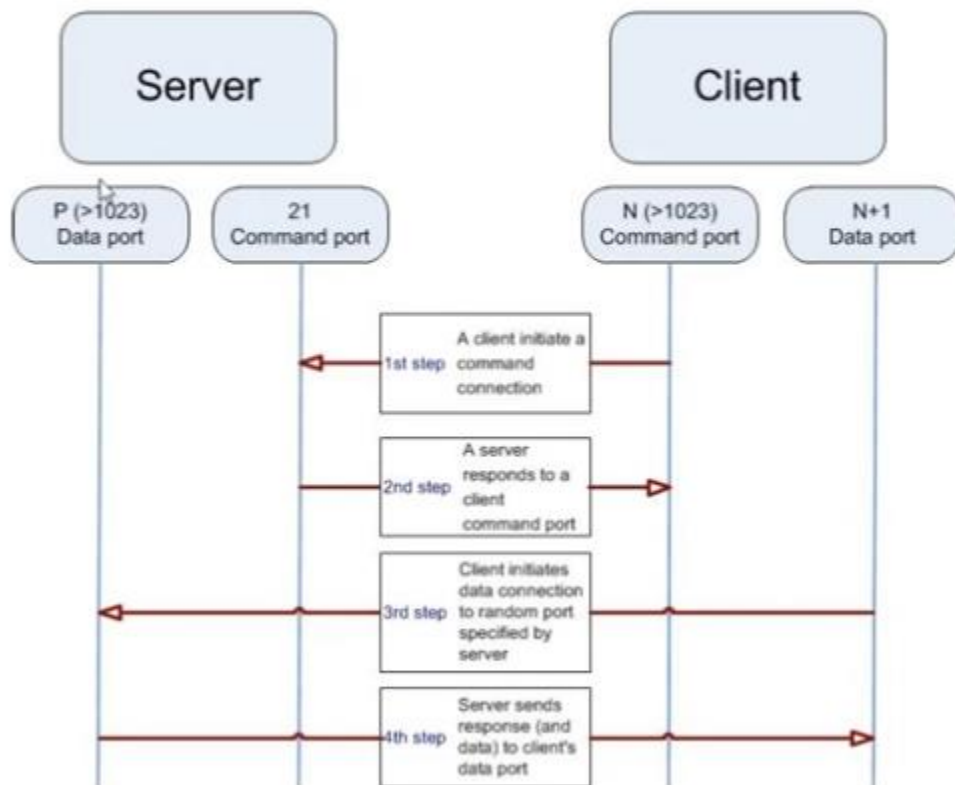 Server
Client
P (>1023)
Data port
21
Command port
N (>1023)
Command port
N+1
Data port
1st step
A client initiate a
command
connection
2nd step
A server
responds to a
client
command port
3rd step
Client initiates
data connection
to random port
specified by
server
4th step
Server sends
response (and
data) to client's
data port